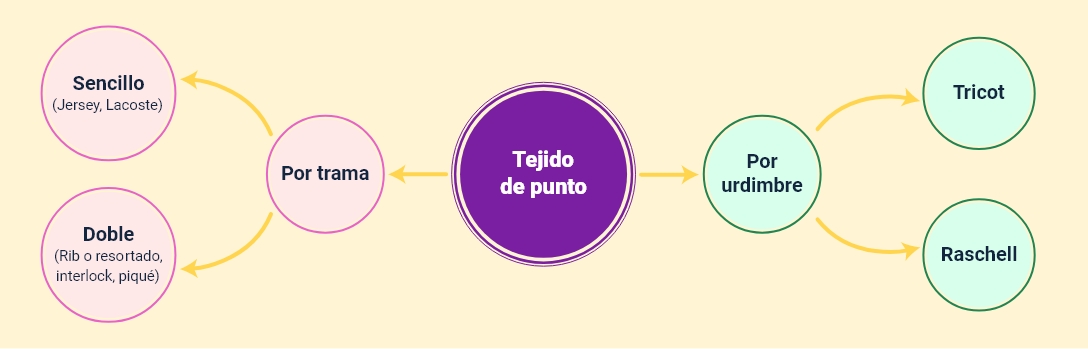 Tejido
de punto
Por trama
Sencillo
(Jersey, Lacoste)
Doble
(Rib o resortado,
interlock, piqué)
Por
urdimbre
Tricot
Raschell